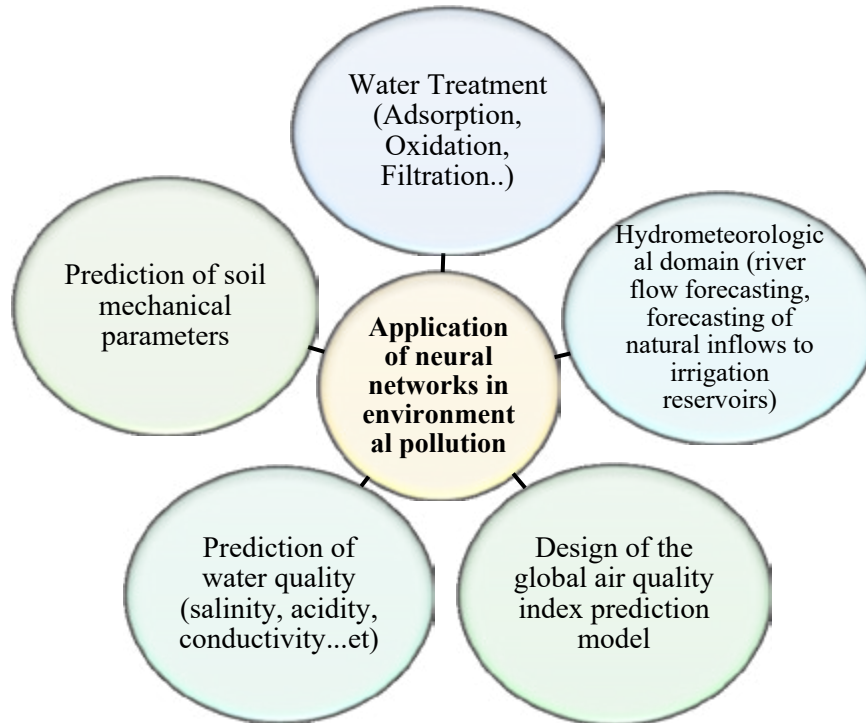 Water Treatment
(Adsorption,
Oxidation,
Filtration..)
Hydrometeorologic
al domain (river
flow forecasting,
forecasting of
natural inflows to
irrigation
reservoirs)
Prediction of soil
mechanical
parameters
Application
of neural
networks in
environment
al pollution
Prediction of
water quality
(salinity, acidity,
conductivity...et)
Design of the
global air quality
index prediction
model